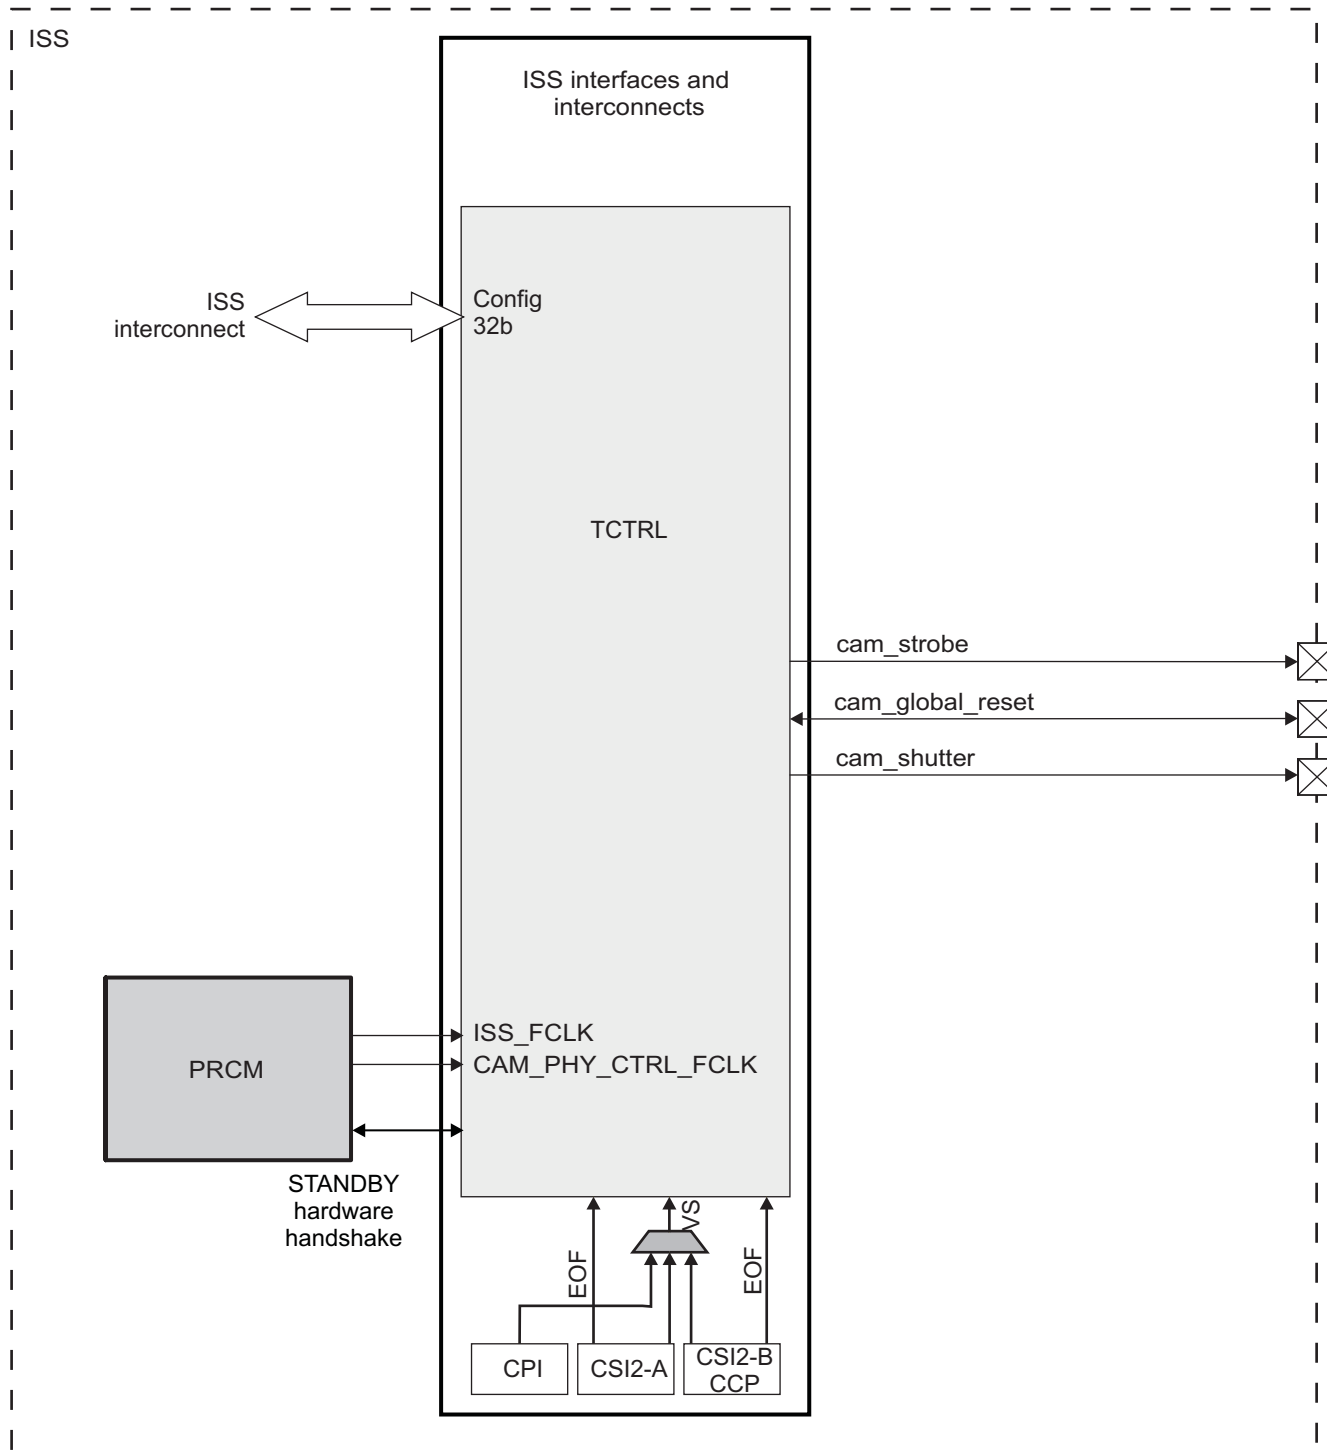 ISS
ISS interfaces and
interconnects
ISS
interconnect
Config
32b
TCTRL
cam_strobe
cam_global_reset
cam_shutter
PRCM
ISS_FCLK
CAM_PHY_CTRL_FCLK
STANDBY
hardware
handshake
EOF
VS
EOF
CPI
CSI2-A
CSI2-B
CCP